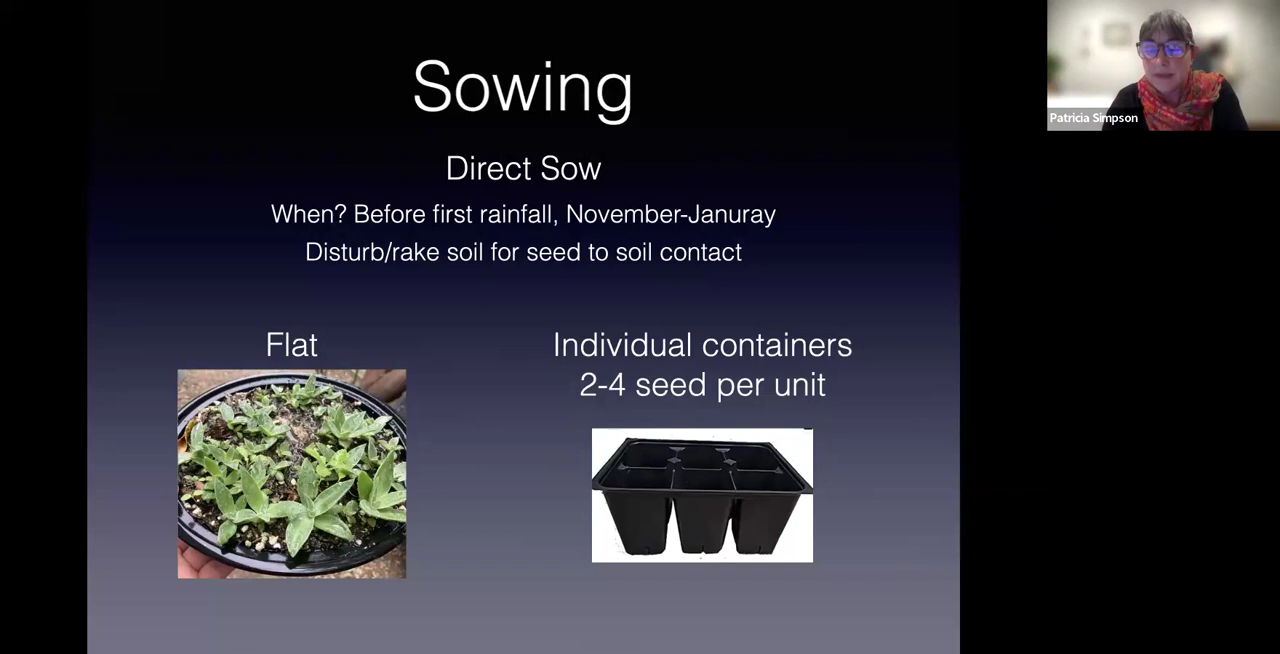 Sowing
Direct Sow
When? Before first rainfall, November-Januray
Disturb/rake soil for seed to soil contact
Flat
Individual containers
2-4 seed per unit
Patricia Simpson